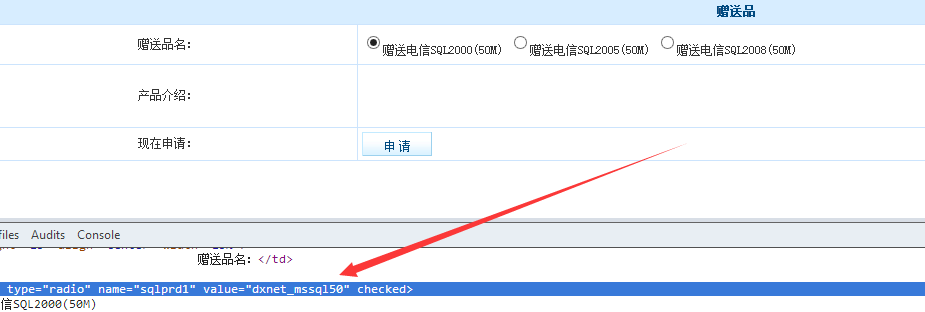 赠送品
赠送品名: 赠送电信SQL2000(50M) 赠送电信SQL2005(50M) 赠送电信SQL2008(50M)
产品介绍:
现在申请: 申 请
files Audits Console
赠送品名: </td>
type="radio" name="sqlprd1" value="dxnet_mssql50" checked>
信SQL2000(50M)